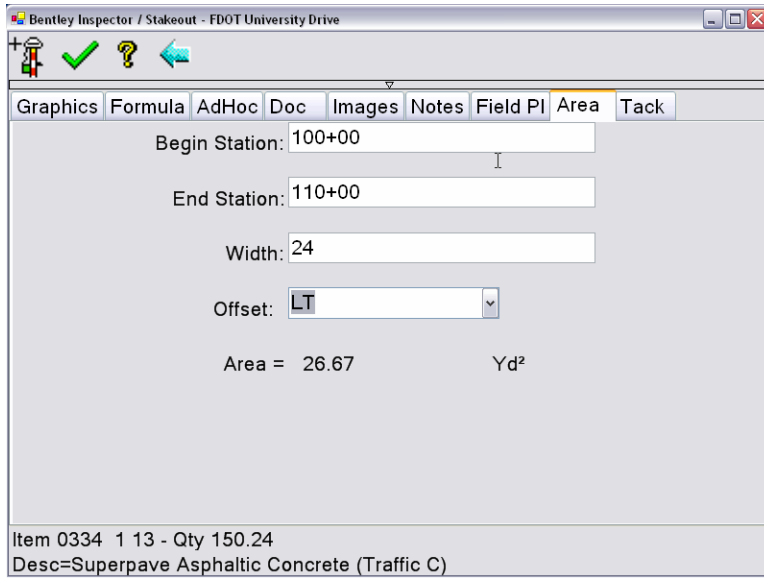 Bentley Inspector / Stakeout - FDOT University Drive
Graphics Formula AdHoc Doc Images Notes Field PI Area Tack
Begin Station: 100+00
End Station: 110+00
Width: 24
Offset: LT
Area = 26.67 Yd²
Item 0334 1 13 - Qty 150.24
Desc=Superpave Asphaltic Concrete (Traffic C)